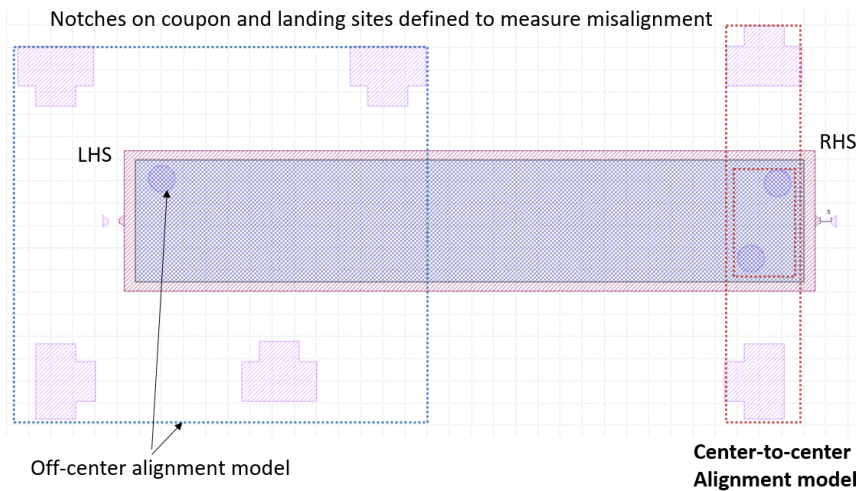 Notches on coupon and landing sites defined to measure misalignment
LHS
RHS
s
Off-center alignment model
Center-to-center
Alignment model